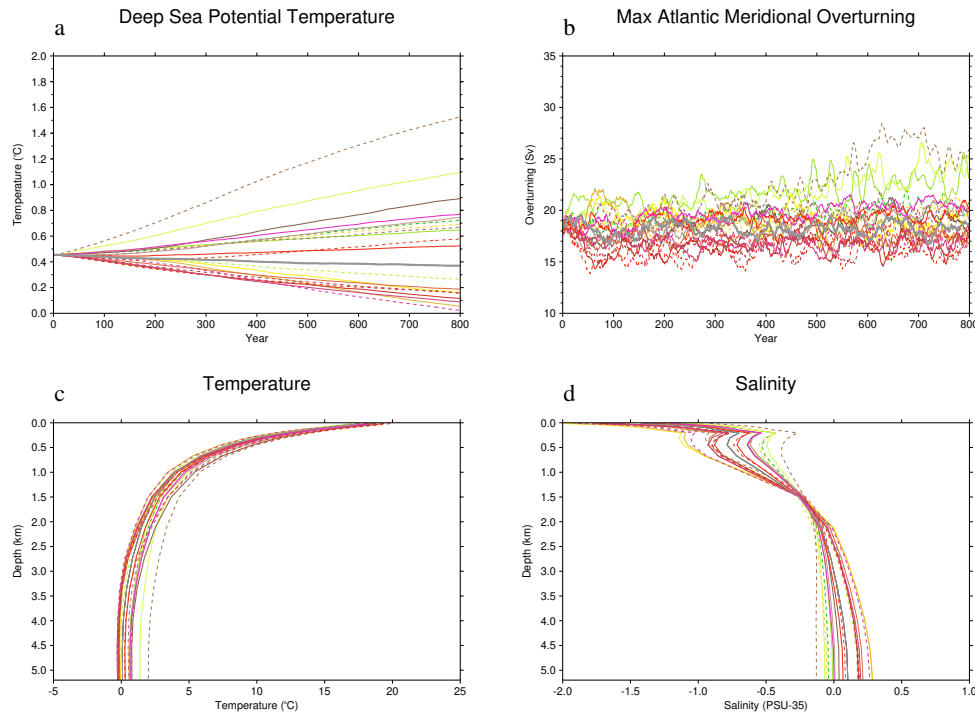 a Deep Sea Potential Temperature
2.0
1.8
1.6
1.4
1.2
1.0
0.8
0.6
0.4
0.2
0.0
Temperature (°C)
0 100 200 300 400 500 600 700 800
Year
b Max Atlantic Meridional Overturning
35
30
25
20
15
10
Overturning (Sv)
0 100 200 300 400 500 600 700 800
Year
c Temperature
0.0
0.5
1.0
1.5
2.0
2.5
3.0
3.5
4.0
4.5
5.0
Depth (km)
-5 0 5 10 15 20 25
Temperature (°C)
d Salinity
0.0
0.5
1.0
1.5
2.0
2.5
3.0
3.5
4.0
4.5
5.0
Depth (km)
-2.0 -1.5 -1.0 -0.5 0.0 0.5 1.0
Salinity (PSU-35)